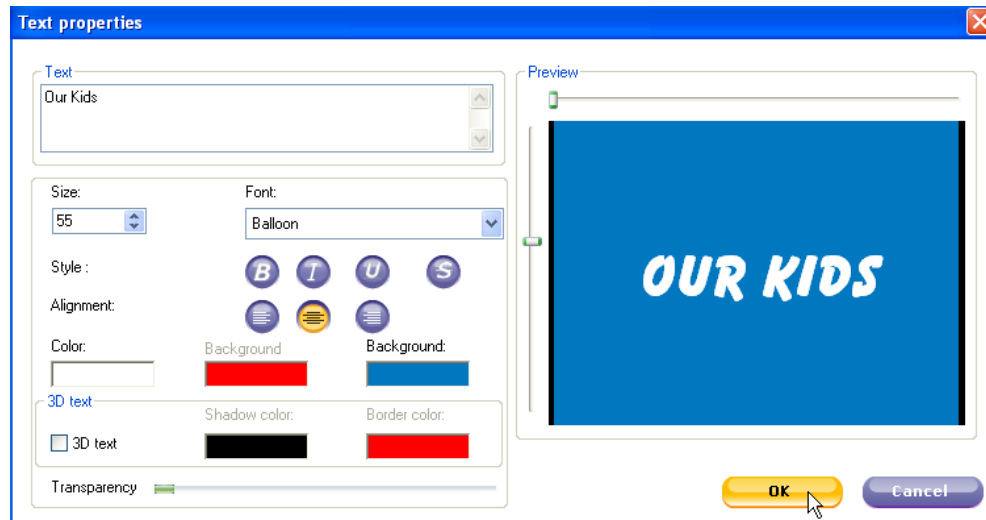 Text properties
Text
Our Kids
Size:
Font:
55
Balloon
Style :
B I U S
Alignment:
Color:
Background
Background:
3D text
Shadow color:
Border color:
3D text
Transparency
Preview
OUR KIDS
OK
Cancel